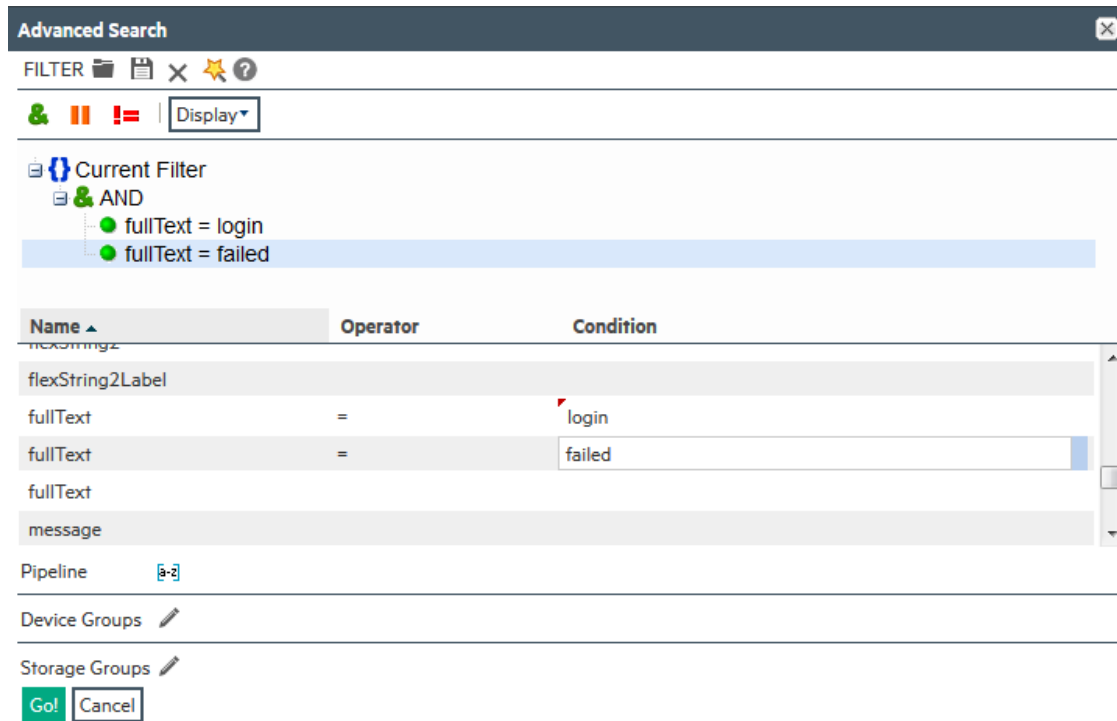 Advanced Search
FILTER
Display
{} Current Filter
& AND
fullText = login
fullText = failed
Name Operator Condition
flexString2
flexString2Label
fullText = login
fullText = failed
fullText
message
Pipeline [a-z]
Device Groups
Storage Groups
Go! Cancel